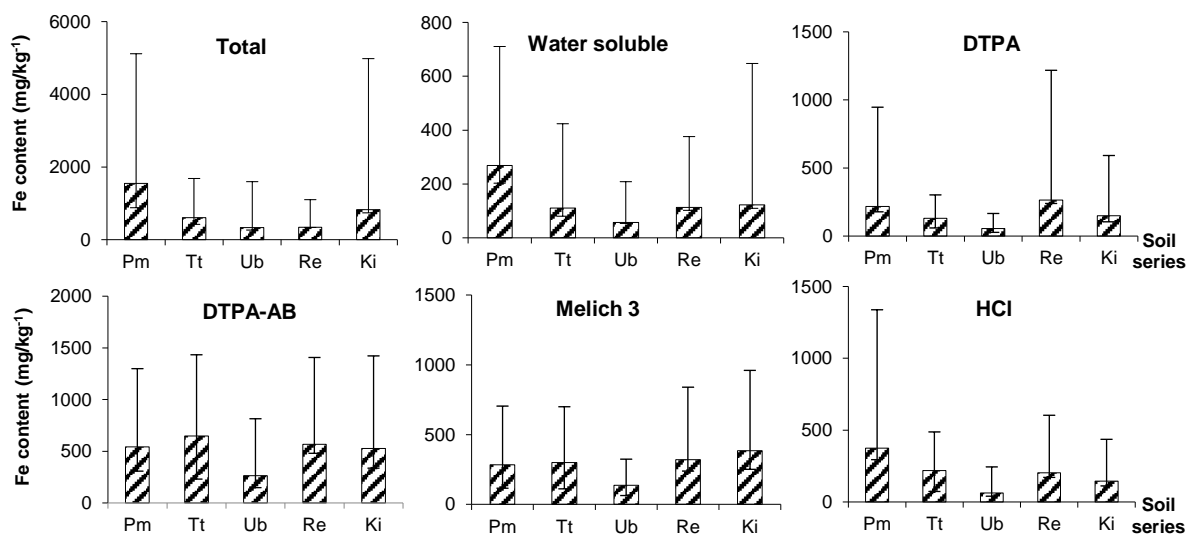 Total
Fe content (mg/kg-1)
6000
4000
2000
0
Pm Tt Ub Re Ki
Water soluble
800
600
400
200
0
Pm Tt Ub Re Ki
DTPA
1500
1000
500
0
Pm Tt Ub Re Ki
Soil
series
DTPA-AB
Fe content (mg/kg-1)
2000
1500
1000
500
0
Pm Tt Ub Re Ki
Melich 3
1500
1000
500
0
Pm Tt Ub Re Ki
HCl
1500
1000
500
0
Pm Tt Ub Re Ki
Soil
series